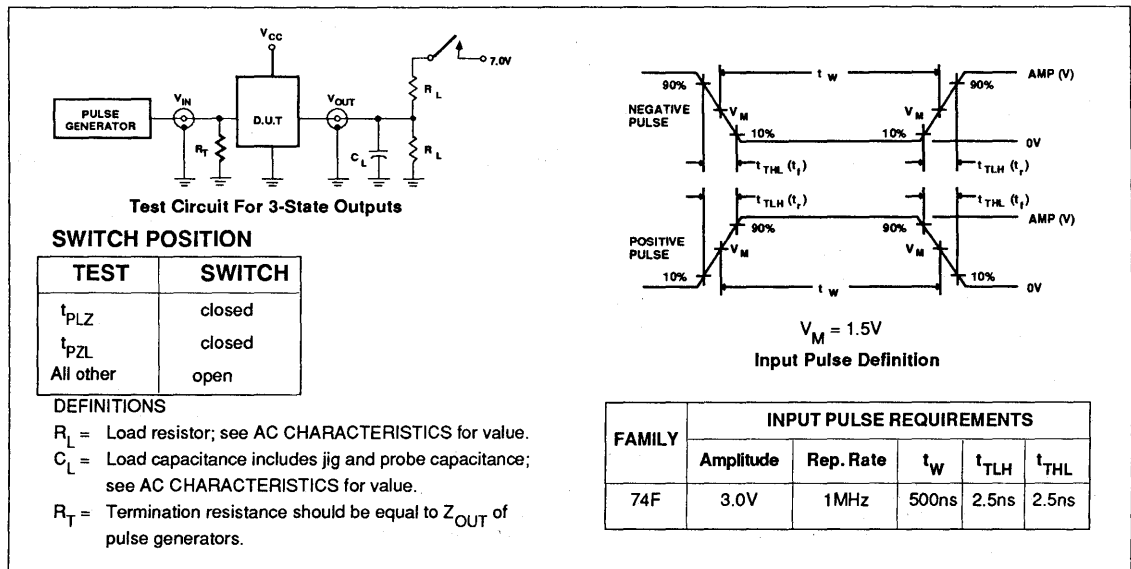 V_CC
7.0V
R_L
PULSE
GENERATOR
V_IN
D.U.T
V_OUT
R_T
C_L
R_L
Test Circuit For 3-State Outputs
SWITCH POSITION
TEST SWITCH
t_PLZ closed
t_PZL closed
All other open
DEFINITIONS
R_L = Load resistor; see AC CHARACTERISTICS for value.
C_L = Load capacitance includes jig and probe capacitance;
see AC CHARACTERISTICS for value.
R_T = Termination resistance should be equal to Z_OUT of
pulse generators.
t_W
AMP (V)
90% 90%
NEGATIVE
PULSE
V_M V_M
10% 10%
0V
t_THL (t_f) t_TLH (t_r)
t_TLH (t_r) t_THL (t_f)
AMP (V)
90% 90%
POSITIVE
PULSE
V_M V_M
10% 10%
t_W
0V
V_M = 1.5V
Input Pulse Definition
FAMILY INPUT PULSE REQUIREMENTS
Amplitude Rep. Rate t_W t_TLH t_THL
74F 3.0V 1MHz 500ns 2.5ns 2.5ns